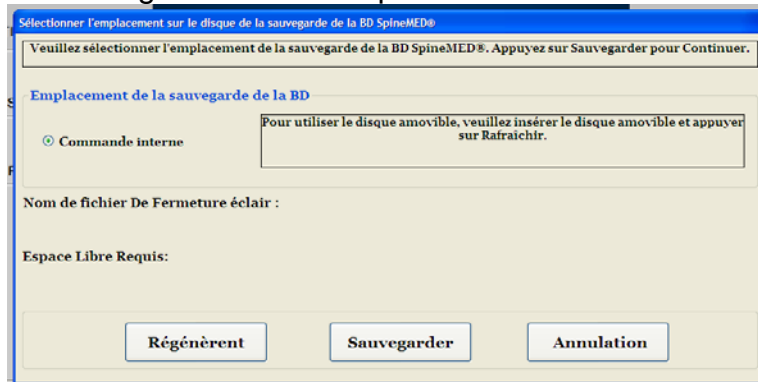 Sélectionner l'emplacement sur le disque de la sauvegarde de la BD SpineMED®
Veuillez sélectionner l'emplacement de la sauvegarde de la BD SpineMED®. Appuyez sur Sauvegarder pour Continuer.
Emplacement de la sauvegarde de la BD
Commande interne
Pour utiliser le disque amovible, veuillez insérer le disque amovible et appuyer
sur Rafraichir.
Nom de fichier De Fermeture éclair :
Espace Libre Requis:
Régénèrent
Sauvegarder
Annulation